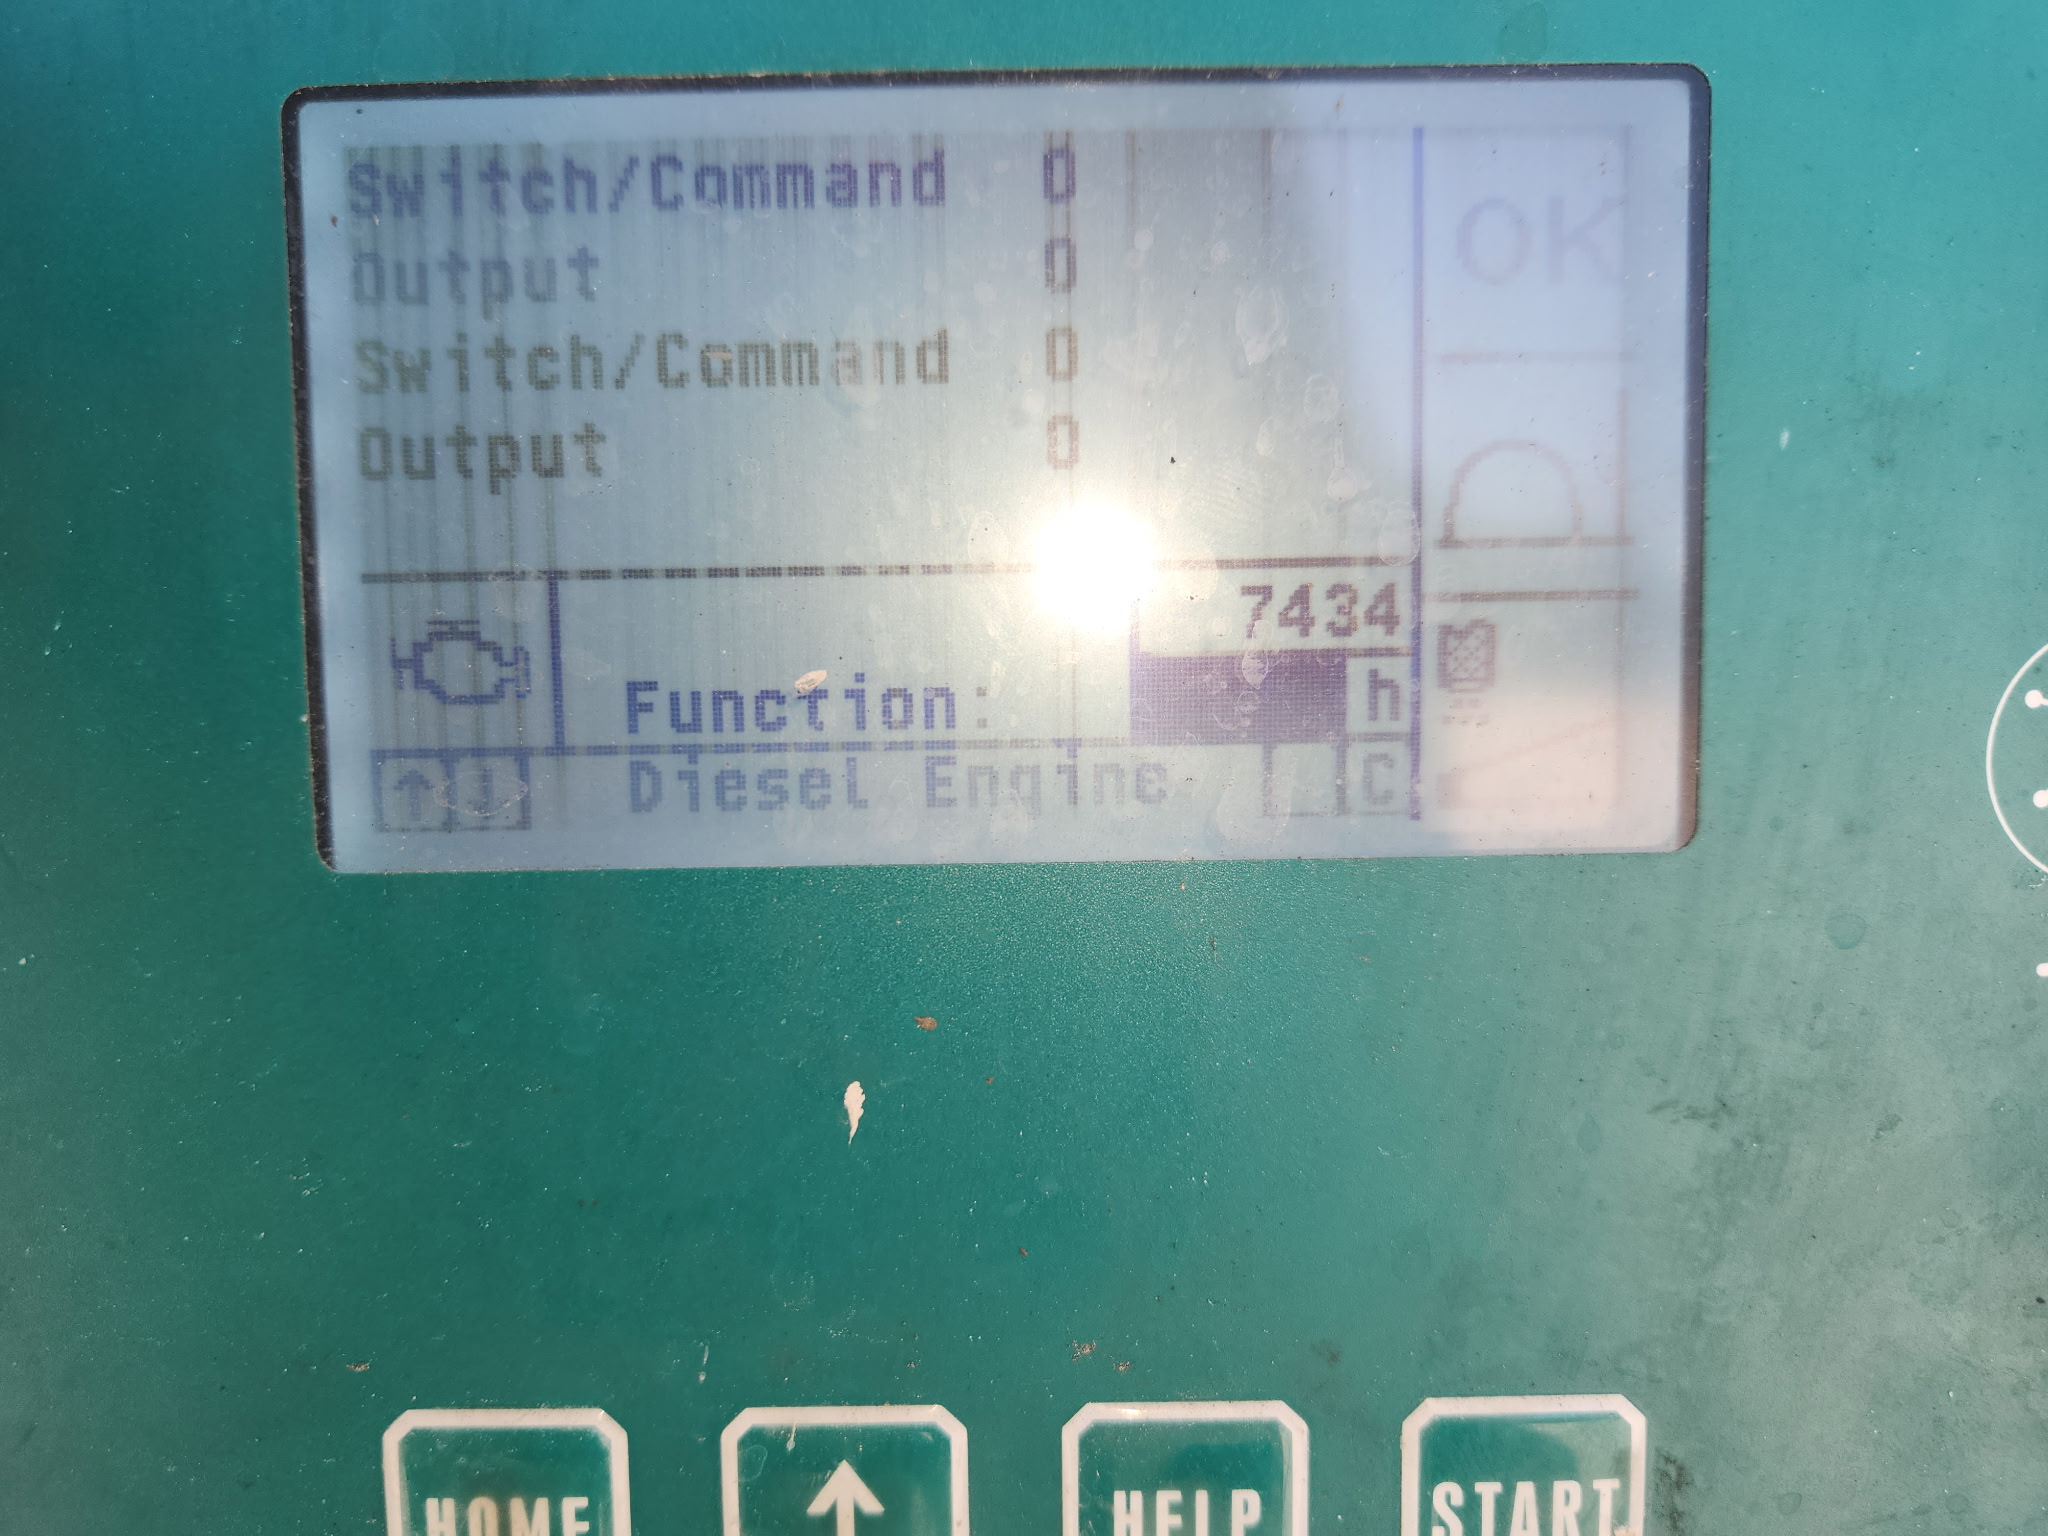 Switch/Command 0
Output 0
Switch/Command 0
Output 0
OK
7434
h
Function:
Diesel Engine
C
HOME
HELP
START